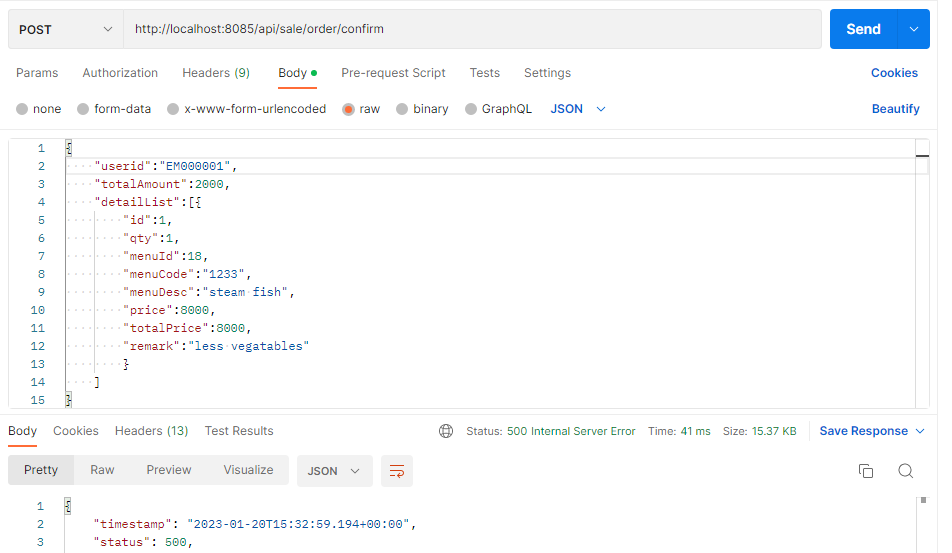 POST http://localhost:8085/api/sale/order/confirm Send
Params Authorization Headers (9) Body Pre-request Script Tests Settings Cookies
none form-data x-www-form-urlencoded raw binary GraphQL JSON Beautify
1 {
2 "userid":"EM000001",
3 "totalAmount":2000,
4 "detailList":[{
5 "id":1,
6 "qty":1,
7 "menuId":18,
8 "menuCode":"1233",
9 "menuDesc":"steam fish",
10 "price":8000,
11 "totalPrice":8000,
12 "remark":"less vegatables"
13 }
14 ]
15 }
Body Cookies Headers (13) Test Results Status: 500 Internal Server Error Time: 41 ms Size: 15.37 KB Save Response
Pretty Raw Preview Visualize JSON
1 {
2 "timestamp": "2023-01-20T15:32:59.194+00:00",
3 "status": 500,